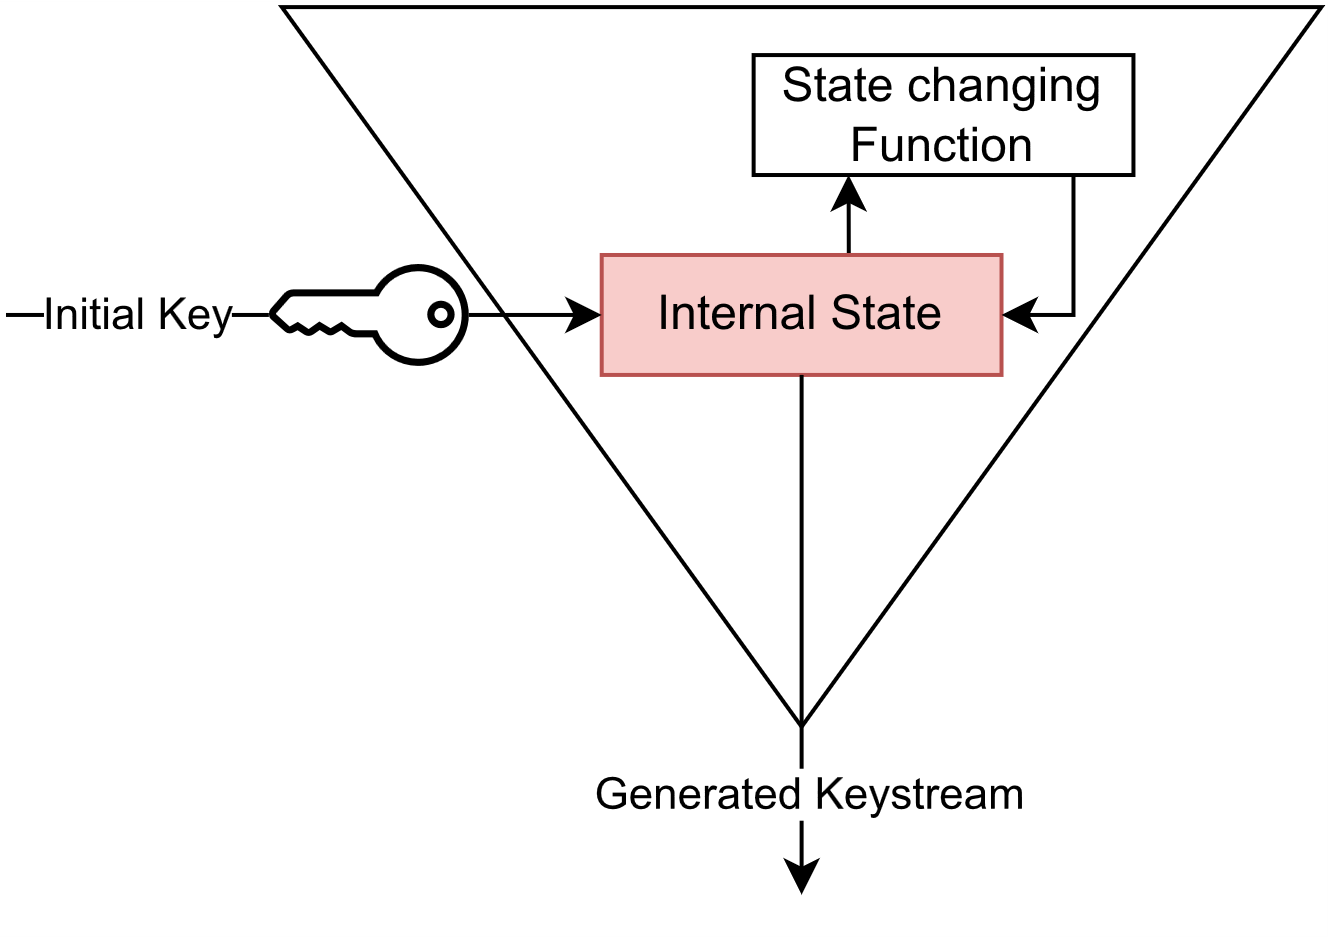 State changing
Function
Initial Key
Internal State
Generated Keystream